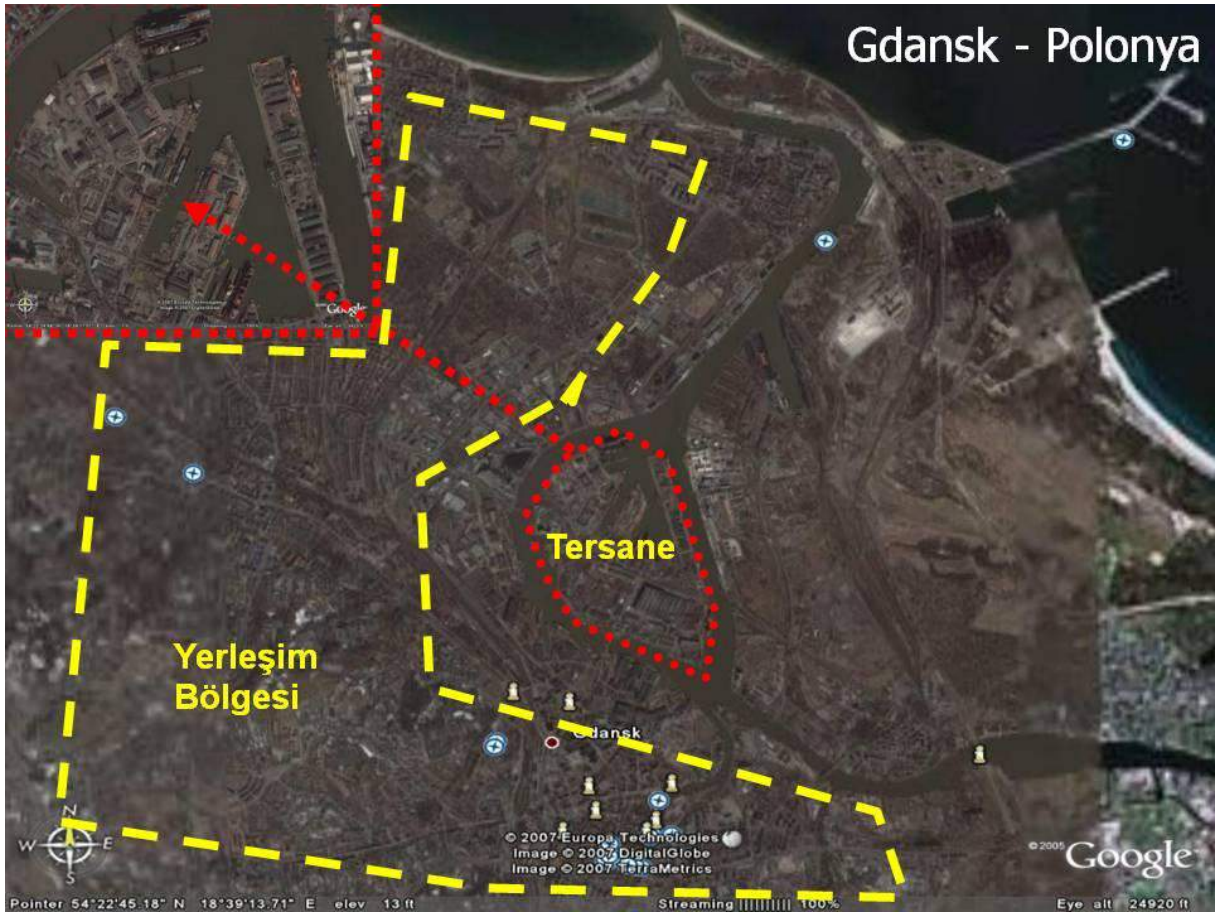 Gdansk - Polonya
Google
Tersane
Yerleşim
Bölgesi
Gdansk
N
W E
S
© 2007 Europa Technologies
Image © 2007 DigitalGlobe
Image © 2007 TerraMetrics
©2005 Google
Pointer 54°22'45.18" N 18°39'13.71" E elev 13 ft
Streaming 100%
Eye alt 24920 ft